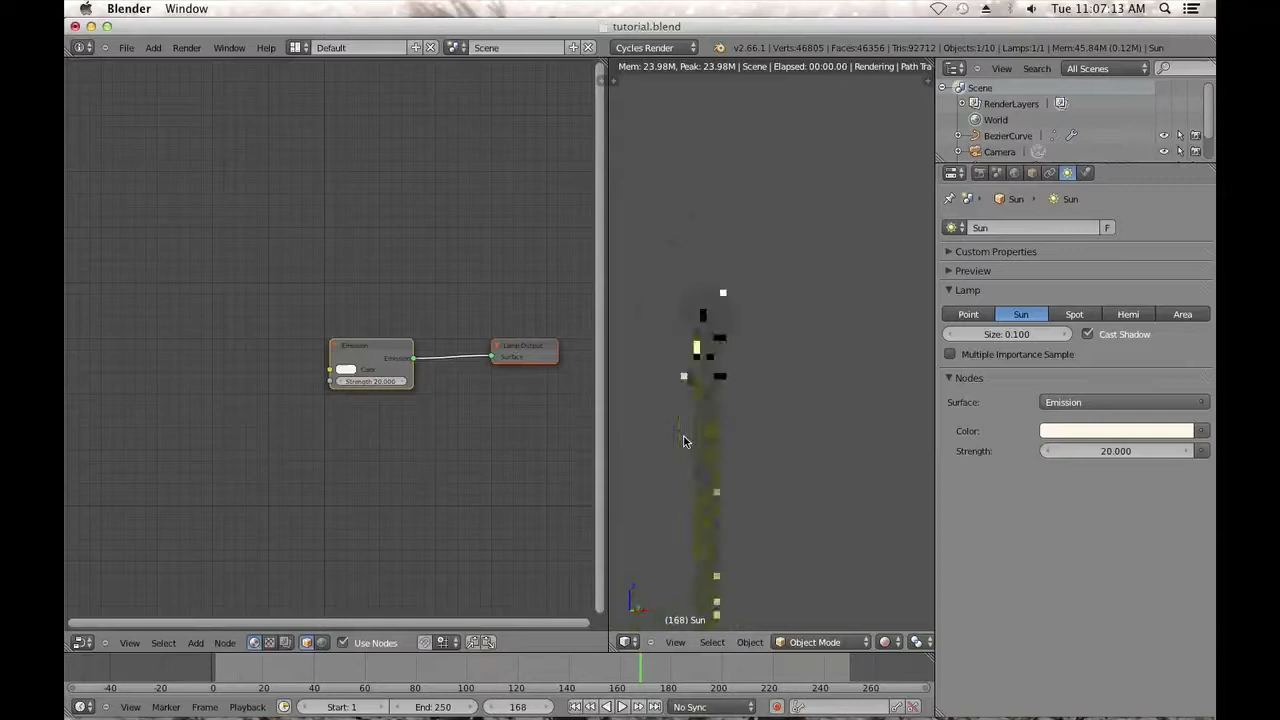 Blender Window Tue 11:07:13 AM
tutorial.blend
File Add Render Window Help Default Scene Cycles Render v2.66.1 | Verts:46805 | Faces:46356 | Tris:92712 | Objects:1/10 | Lamps:1/1 | Mem:45.84M (0.12M) | Sun
Mem: 23.98M, Peak: 23.98M | Scene | Elapsed: 00:00.00 | Rendering | Path Tra
View Search All Scenes
Scene
RenderLayers
World
BezierCurve
Camera
Sun Sun
Sun F
Custom Properties
Preview
Lamp
Point Sun Spot Hemi Area
Size: 0.100 Cast Shadow
Multiple Importance Sample
Nodes
Surface: Emission
Color:
Strength: 20.000
Emission
Emission
Color
Strength 20.000
Lamp Output
Surface
(168) Sun
View Select Add Node Use Nodes
View Select Object Object Mode
-40 -20 0 20 40 60 80 100 120 140 160 180 200 220 240 260
View Marker Frame Playback Start: 1 End: 250 168 No Sync